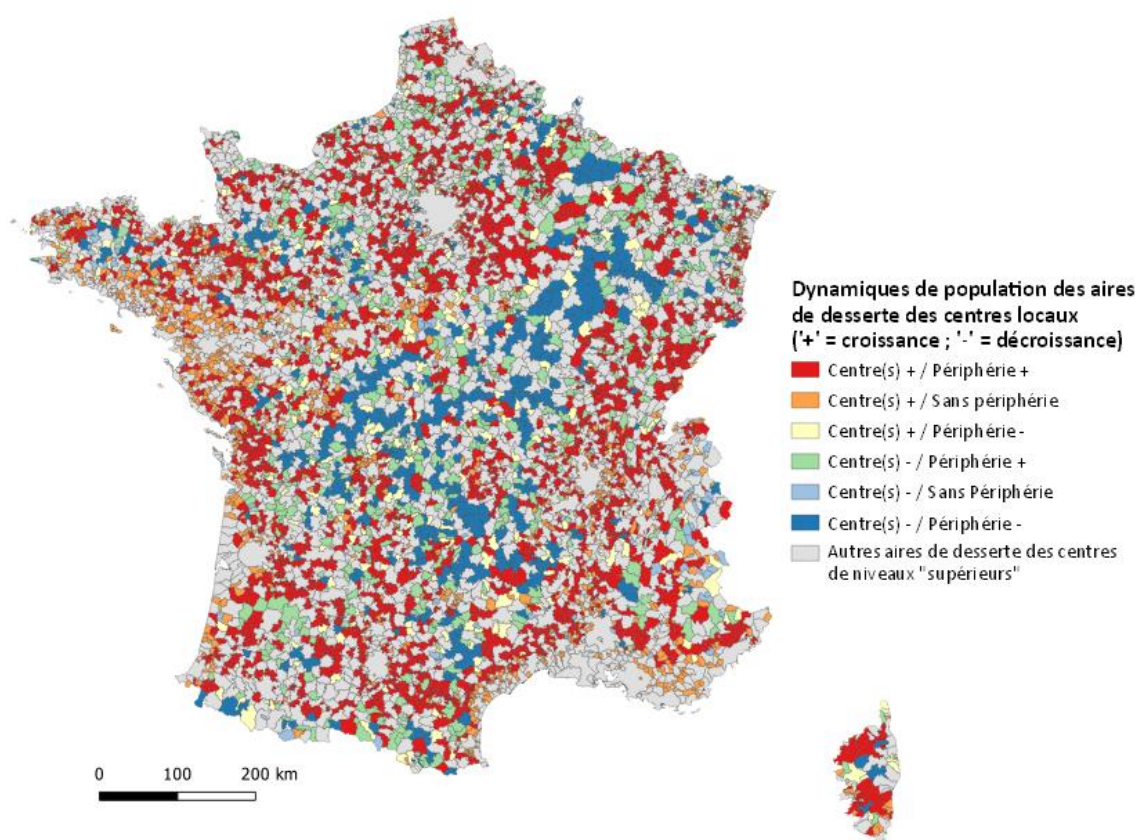 Dynamiques de population des aires
de desserte des centres locaux
('+' = croissance ; '-' = décroissance)
Centre(s) + / Périphérie +
Centre(s) + / Sans périphérie
Centre(s) + / Périphérie -
Centre(s) - / Périphérie +
Centre(s) - / Sans Périphérie
Centre(s) - / Périphérie -
Autres aires de desserte des centres
de niveaux "supérieurs"
0 100 200 km